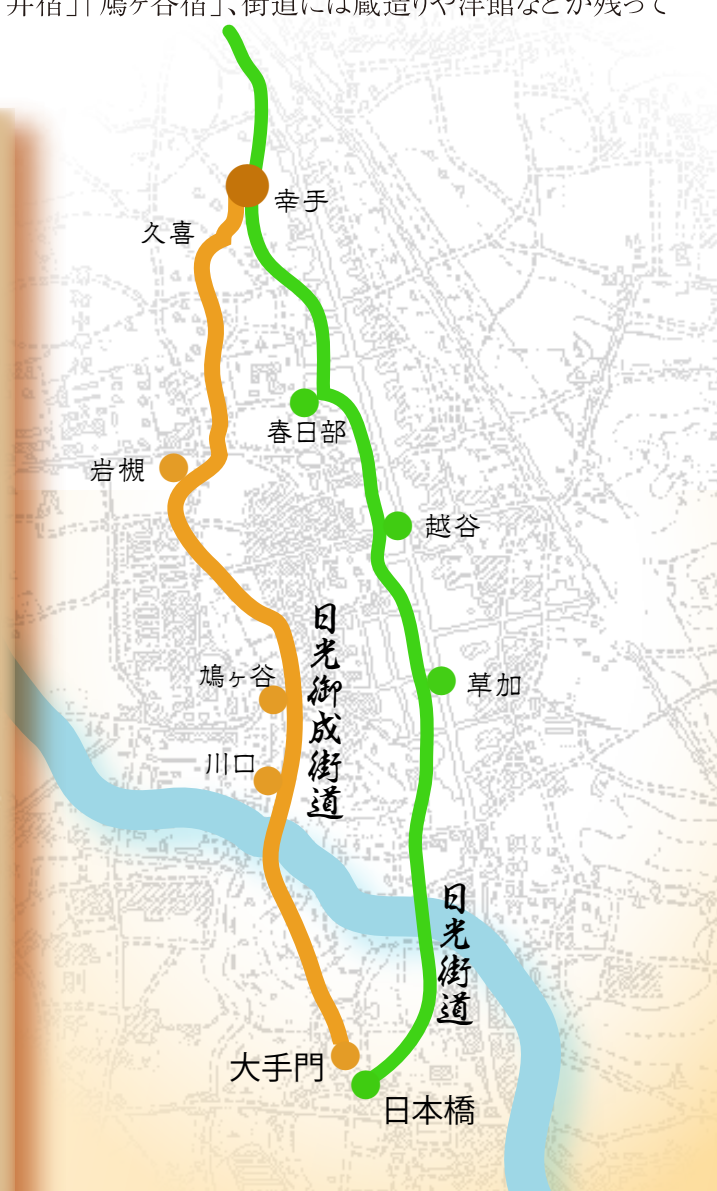 井宿」「鳩ヶ谷宿」、街道には蔵造りや洋館などが残って
幸手
久喜
春日部
岩槻
越谷
日光御成街道
鳩ヶ谷
草加
川口
日光街道
大手門
日本橋